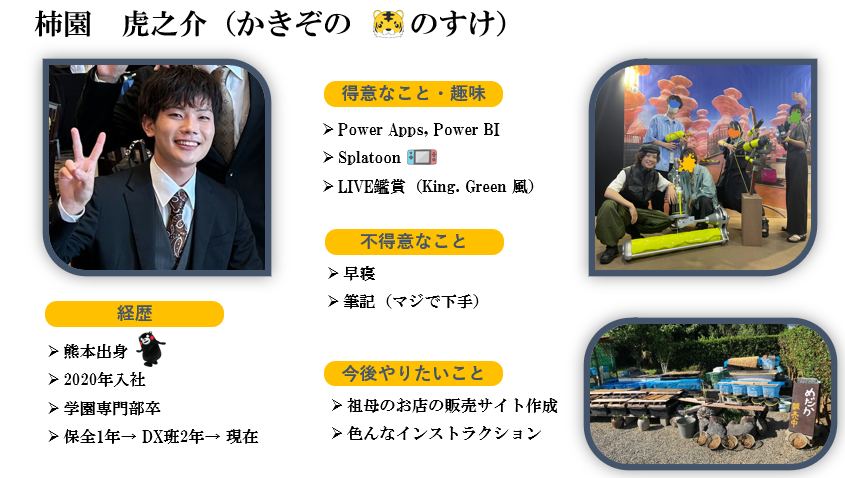 柿園 虎之介（かきぞの のすけ）
得意なこと・趣味
Power Apps, Power BI
Splatoon
LIVE鑑賞（King. Green 風）
不得意なこと
早寝
筆記（マジで下手）
経歴
熊本出身
2020年入社
学園専門部卒
保全1年→ DX班2年→ 現在
今後やりたいこと
祖母のお店の販売サイト作成
色んなインストラクション
めだか